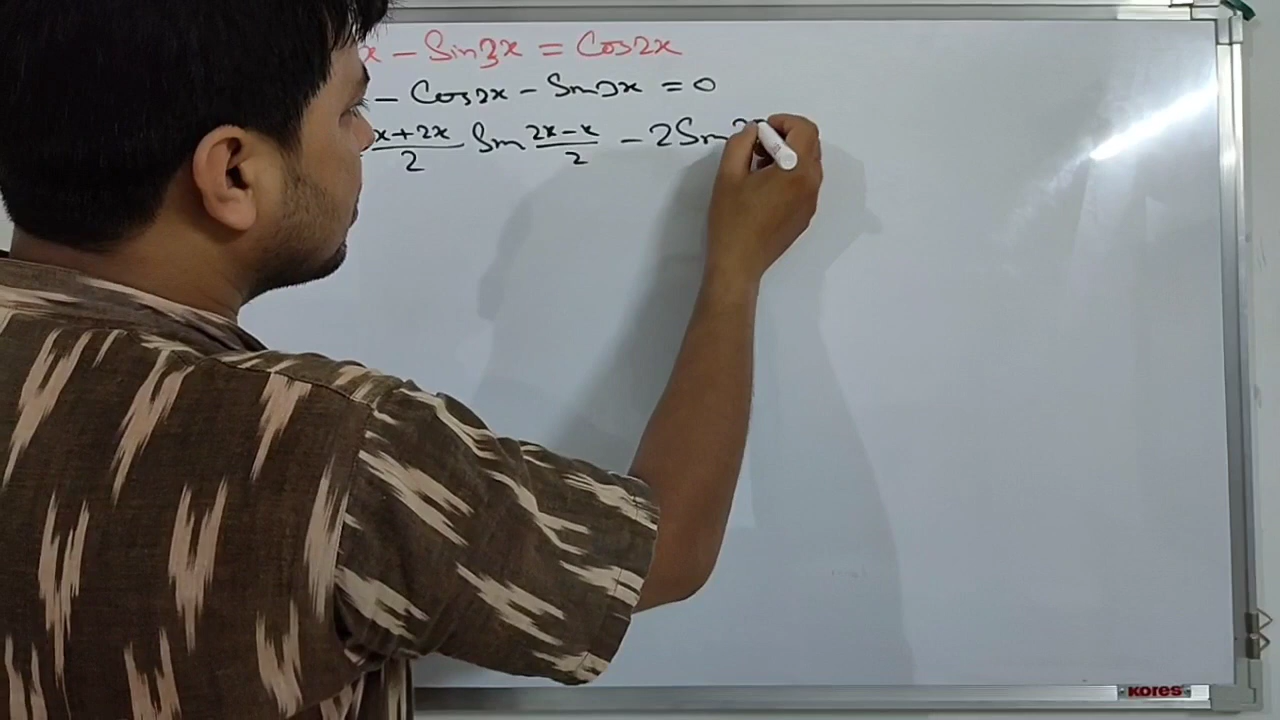 x - Sin3x = Cos2x
- Cos2x - Sin3x = 0
x+2x/2 Sin 2x-x/2 - 2Sin
KORES